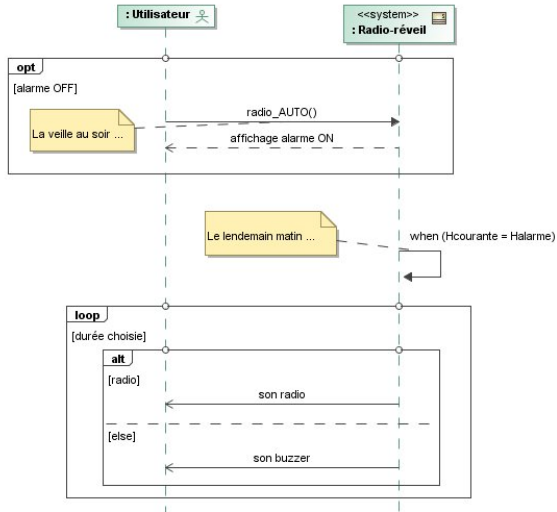 : Utilisateur
<<system>>
: Radio-réveil
opt
[alarme OFF]
radio_AUTO()
La veille au soir ...
affichage alarme ON
Le lendemain matin ...
when (Hcourante = Halarme)
loop
[durée choisie]
alt
[radio]
son radio
[else]
son buzzer